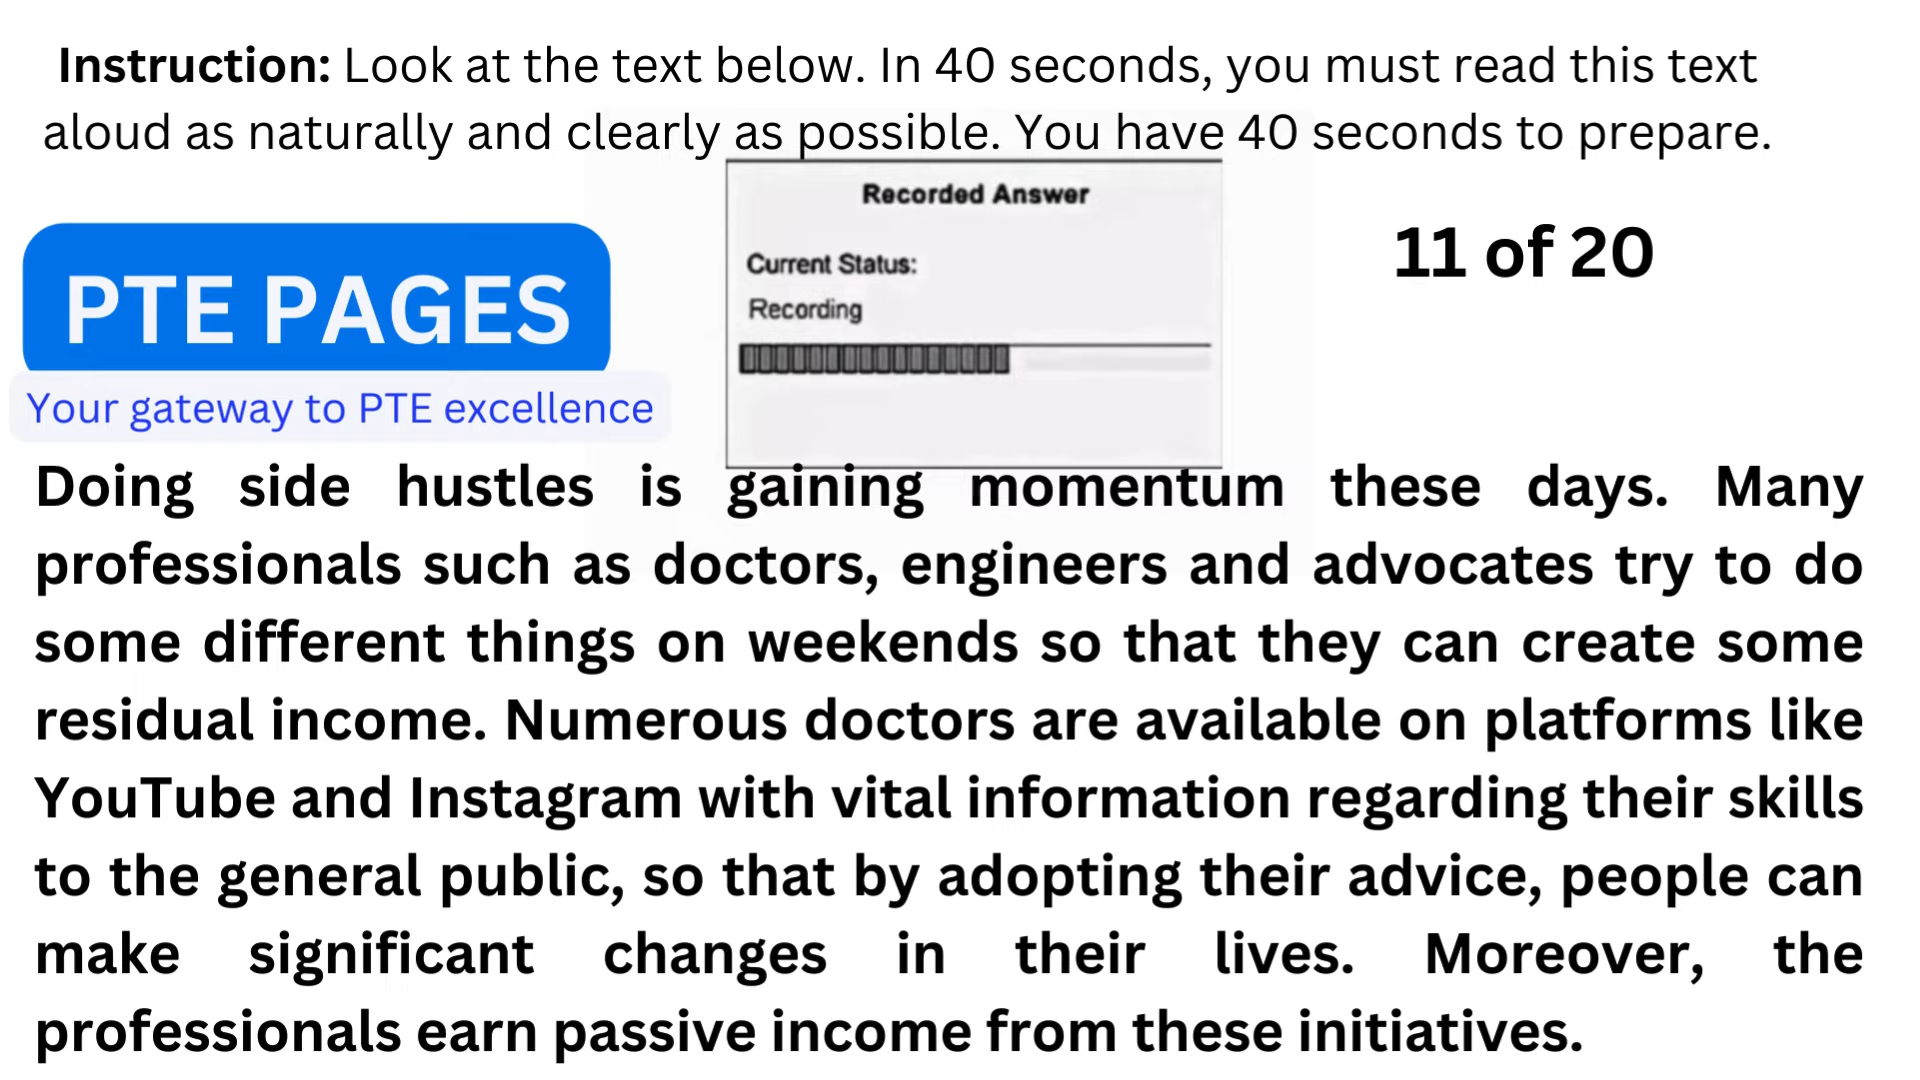 Instruction: Look at the text below. In 40 seconds, you must read this text
aloud as naturally and clearly as possible. You have 40 seconds to prepare.
Recorded Answer
Current Status:
Recording
11 of 20
PTE PAGES
Your gateway to PTE excellence
Doing side hustles is gaining momentum these days. Many
professionals such as doctors, engineers and advocates try to do
some different things on weekends so that they can create some
residual income. Numerous doctors are available on platforms like
YouTube and Instagram with vital information regarding their skills
to the general public, so that by adopting their advice, people can
make significant changes in their lives. Moreover, the
professionals earn passive income from these initiatives.